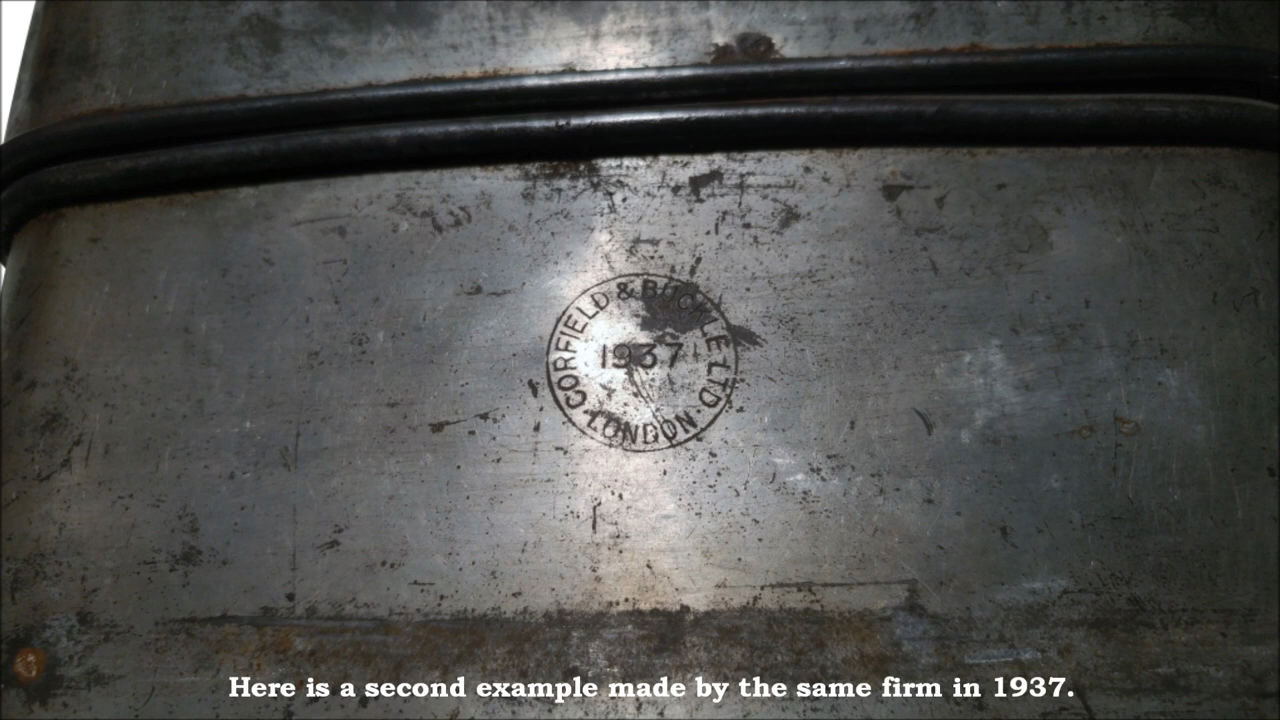 CORFIELD & BUCKLE LTD · LONDON ·
1937
Here is a second example made by the same firm in 1937.